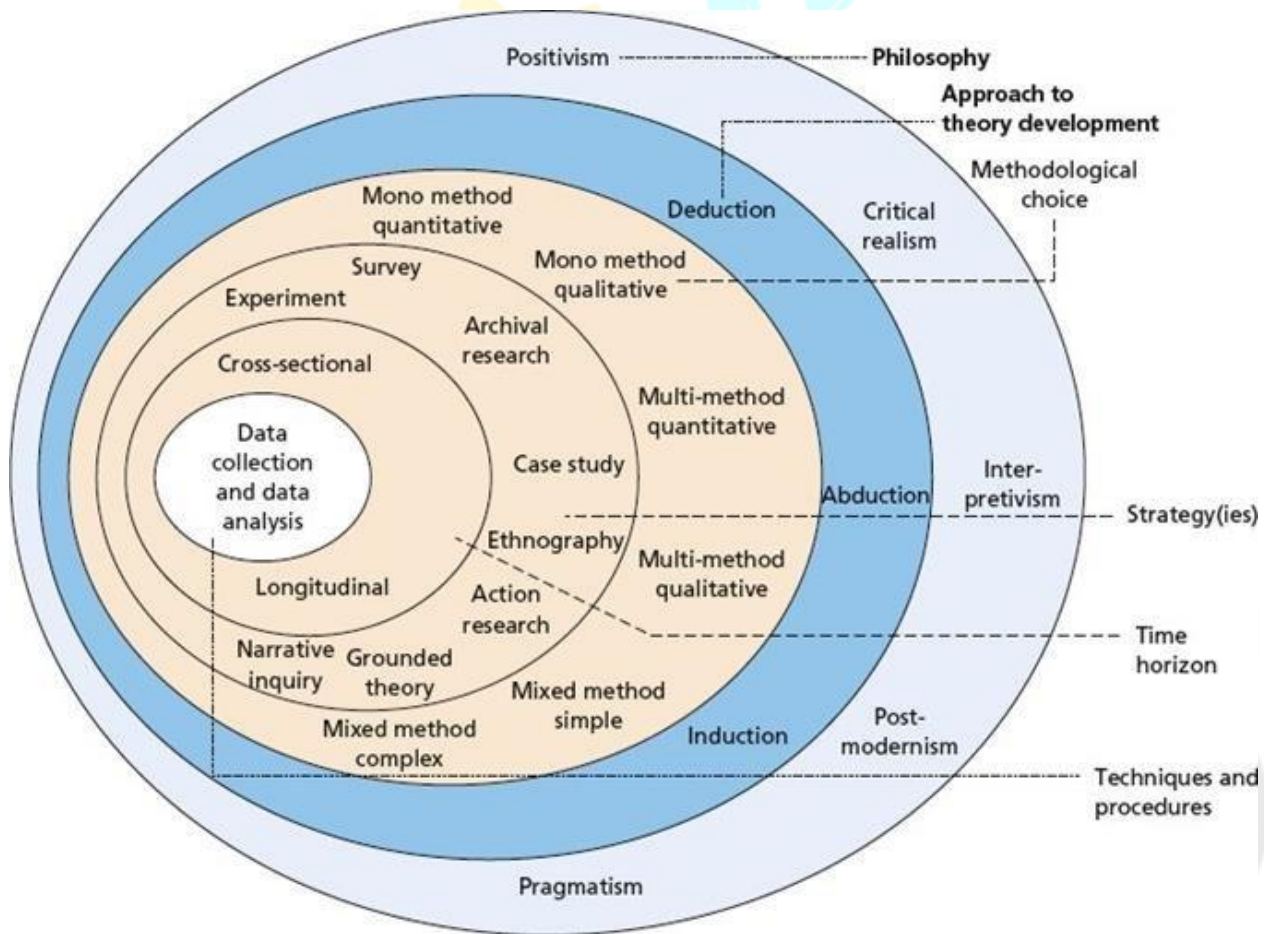 Positivism
Philosophy
Approach to
theory development
Methodological
choice
Mono method
quantitative
Deduction
Critical
realism
Survey
Mono method
qualitative
Experiment
Archival
research
Cross-sectional
Multi-method
quantitative
Data
collection
and data
analysis
Case study
Inter-
pretivism
Abduction
Strategy(ies)
Ethnography
Multi-method
qualitative
Longitudinal
Action
research
Time
horizon
Narrative
inquiry
Grounded
theory
Mixed method
simple
Mixed method
complex
Induction
Post-
modernism
Techniques and
procedures
Pragmatism